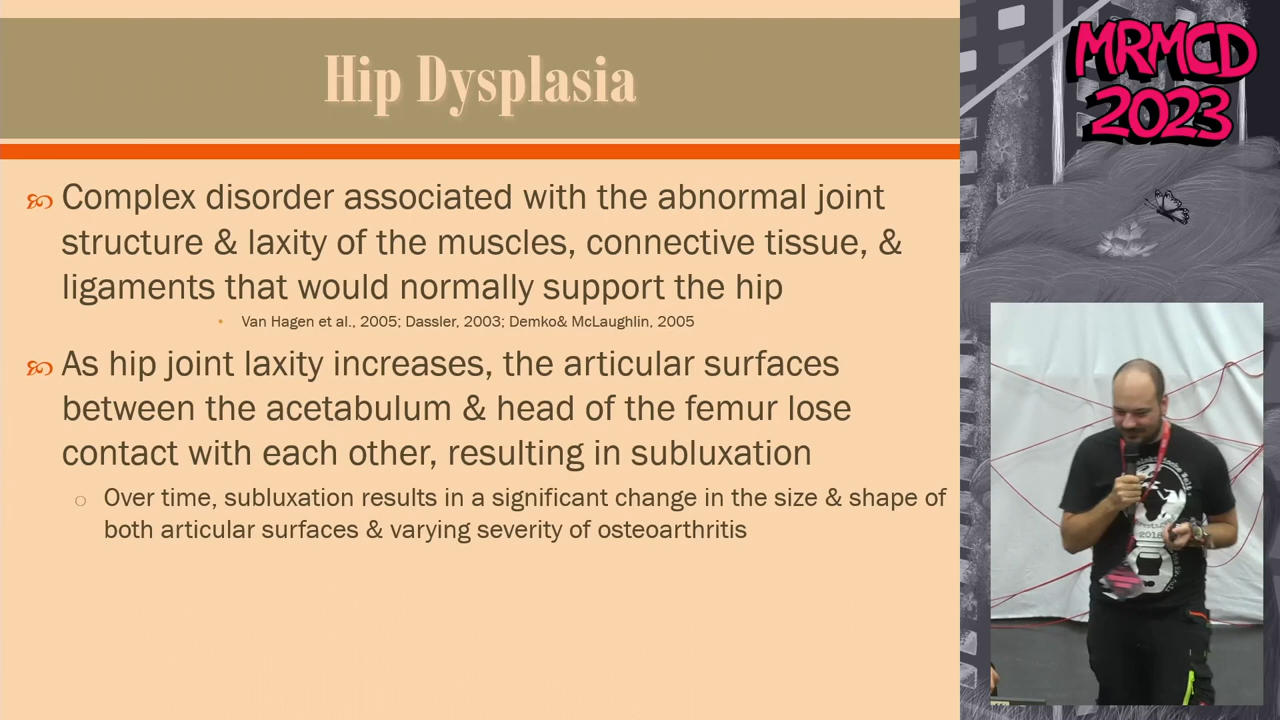 Hip Dysplasia
Complex disorder associated with the abnormal joint
structure & laxity of the muscles, connective tissue, &
ligaments that would normally support the hip
Van Hagen et al., 2005; Dassler, 2003; Demko& McLaughlin, 2005
As hip joint laxity increases, the articular surfaces
between the acetabulum & head of the femur lose
contact with each other, resulting in subluxation
Over time, subluxation results in a significant change in the size & shape of
both articular surfaces & varying severity of osteoarthritis
MRMCD
2023
2018